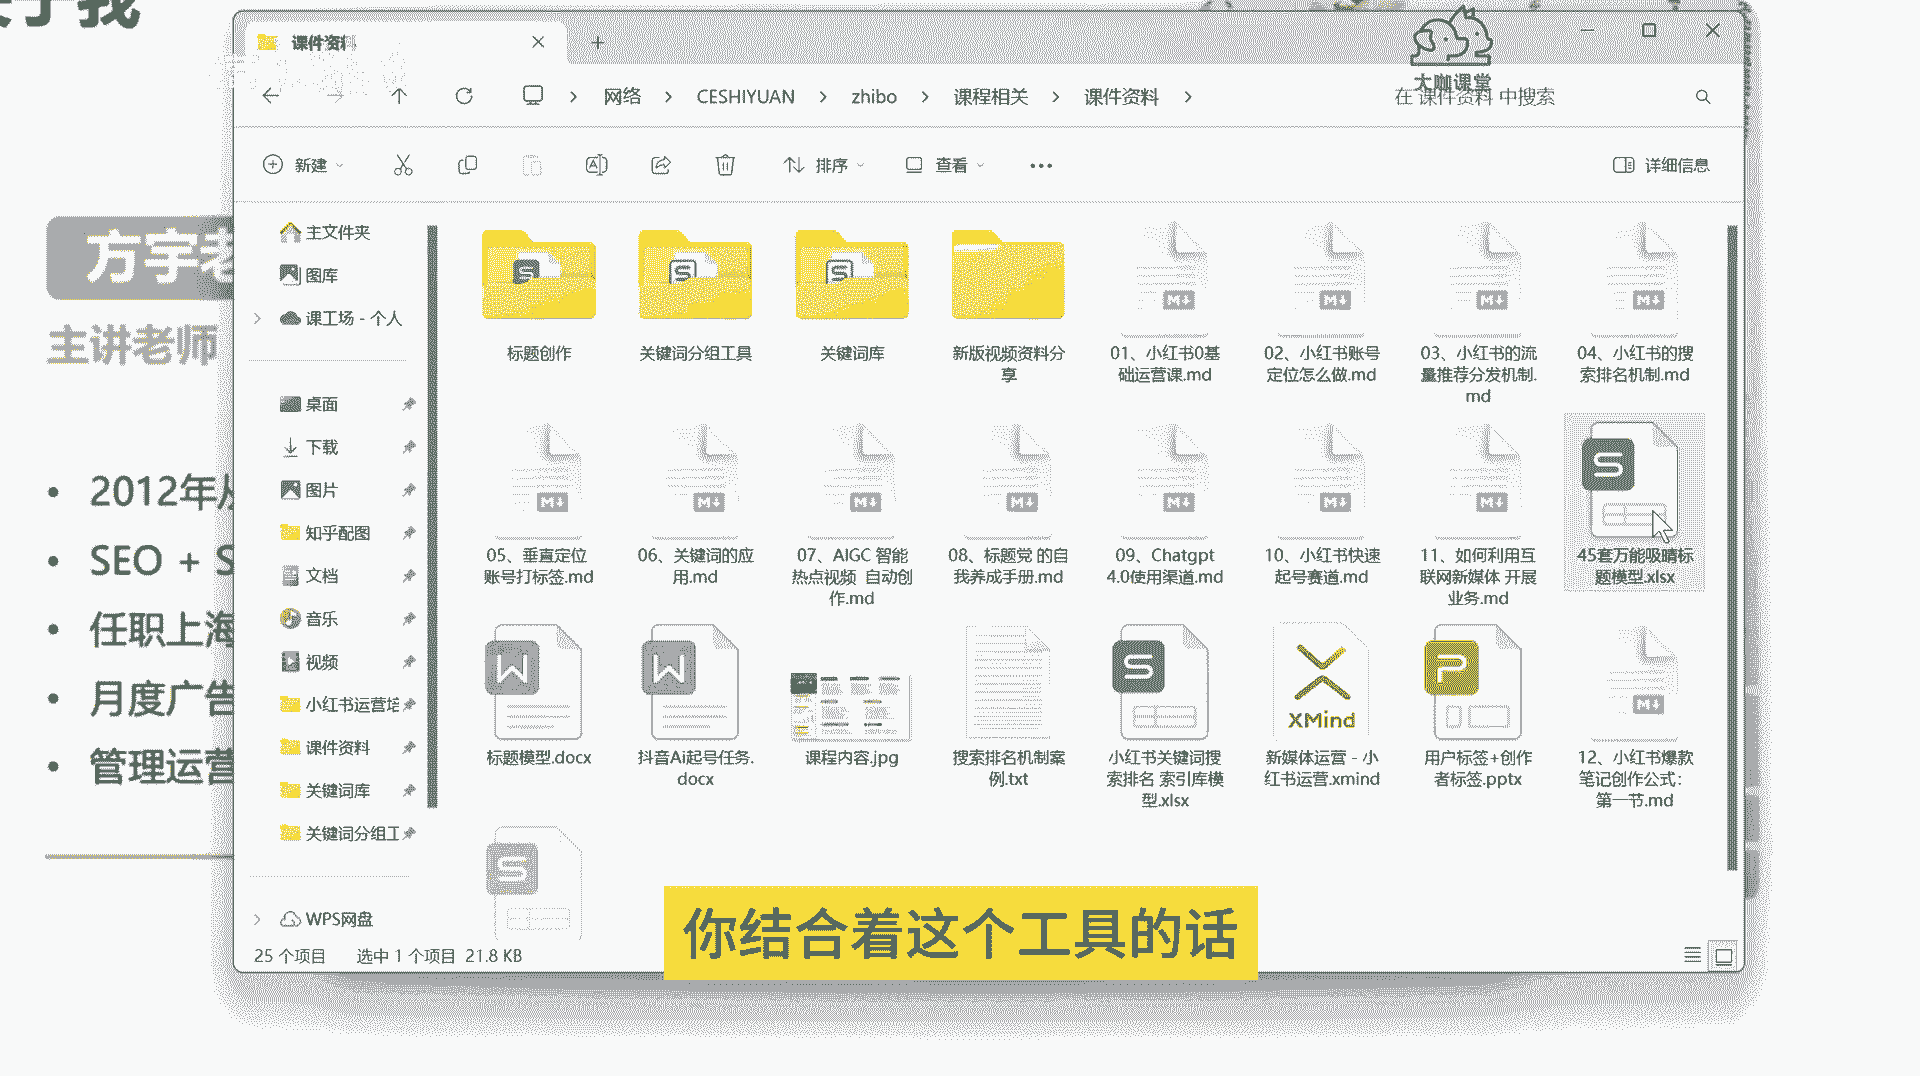 关于我
课件资料
大咖课堂
网络 > CESHIYUAN > zhibo > 课程相关 > 课件资料 >
在 课件资料 中搜索
新建
排序
查看
详细信息
方宇老
主讲老师
2012年从
SEO + S
任职上海
月度广告
管理运营
主文件夹
图库
课工场 - 个人
桌面
下载
图片
知乎配图
文档
音乐
视频
小红书运营培
课件资料
关键词库
关键词分组工
WPS网盘
标题创作
关键词分组工具
关键词库
新版视频资料分
享
01、小红书0基
础运营课.md
02、小红书账号
定位怎么做.md
03、小红书的流
量推荐分发机制.
md
04、小红书的搜
索排名机制.md
05、垂直定位
账号打标签.md
06、关键词的应
用.md
07、AIGC 智能
热点视频 自动创
作.md
08、标题党 的自
我养成手册.md
09、Chatgpt
4.0使用渠道.md
10、小红书快速
起号赛道.md
11、如何利用互
联网新媒体 开展
业务.md
45套万能吸睛标
题模型.xlsx
标题模型.docx
抖音Ai起号任务.
docx
课程内容.jpg
搜索排名机制案
例.txt
小红书关键词搜
索排名 索引库模
型.xlsx
XMind
新媒体运营 - 小
红书运营.xmind
用户标签+创作
者标签.pptx
12、小红书爆款
笔记创作公式：
第一节.md
你结合着这个工具的话
25 个项目 选中 1 个项目 21.8 KB